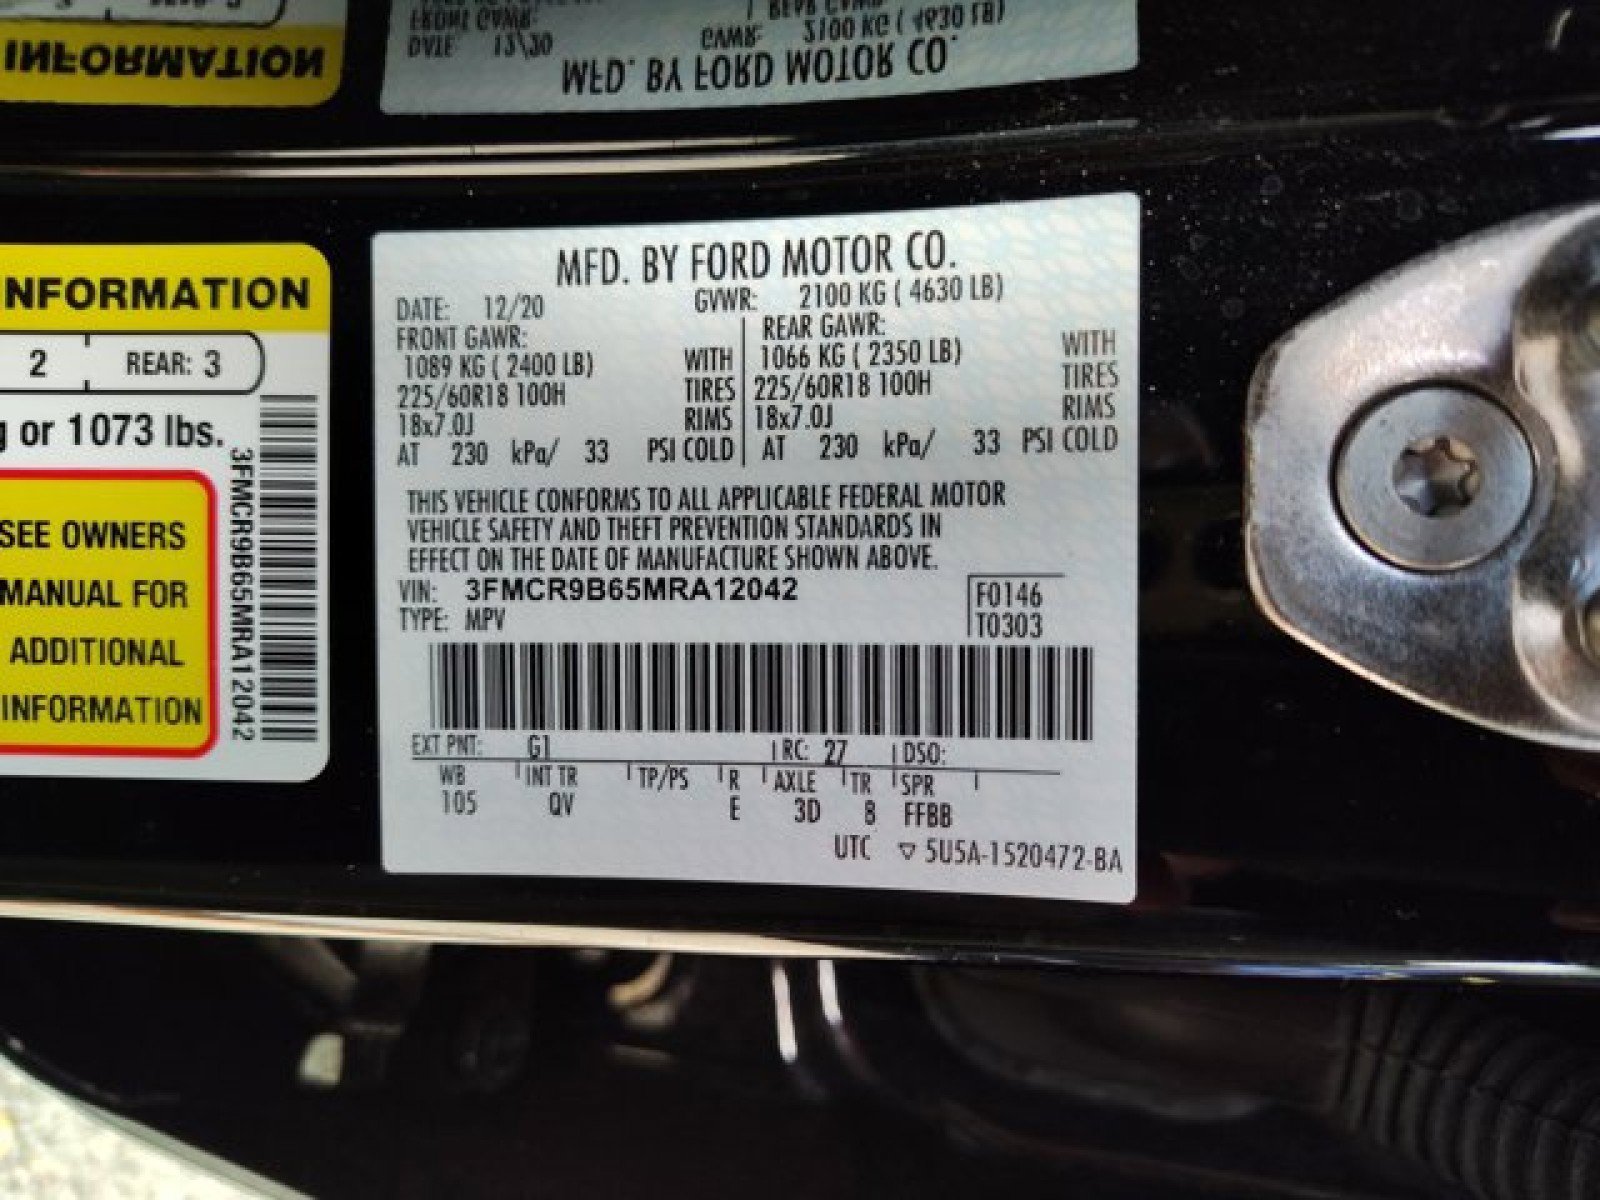 INFORMATION
MFD. BY FORD MOTOR CO.
NFORMATION
2 REAR: 3
g or 1073 lbs.
SEE OWNERS
MANUAL FOR
ADDITIONAL
INFORMATION
3FMCR9B65MRA12042
MFD. BY FORD MOTOR CO.
DATE: 12/20 GVWR: 2100 KG ( 4630 LB)
FRONT GAWR: REAR GAWR:
1089 KG ( 2400 LB) WITH 1066 KG ( 2350 LB) WITH
225/60R18 100H TIRES 225/60R18 100H TIRES
18x7.0J RIMS 18x7.0J RIMS
AT 230 kPa/ 33 PSI COLD AT 230 kPa/ 33 PSI COLD
THIS VEHICLE CONFORMS TO ALL APPLICABLE FEDERAL MOTOR
VEHICLE SAFETY AND THEFT PREVENTION STANDARDS IN
EFFECT ON THE DATE OF MANUFACTURE SHOWN ABOVE.
VIN: 3FMCR9B65MRA12042 F0146
TYPE: MPV T0303
EXT PNT: G1 RC: 27 DSO:
WB INT TR TP/PS R AXLE TR SPR
105 QV E 3D 8 FFBB
UTC ▽ 5U5A-1520472-BA